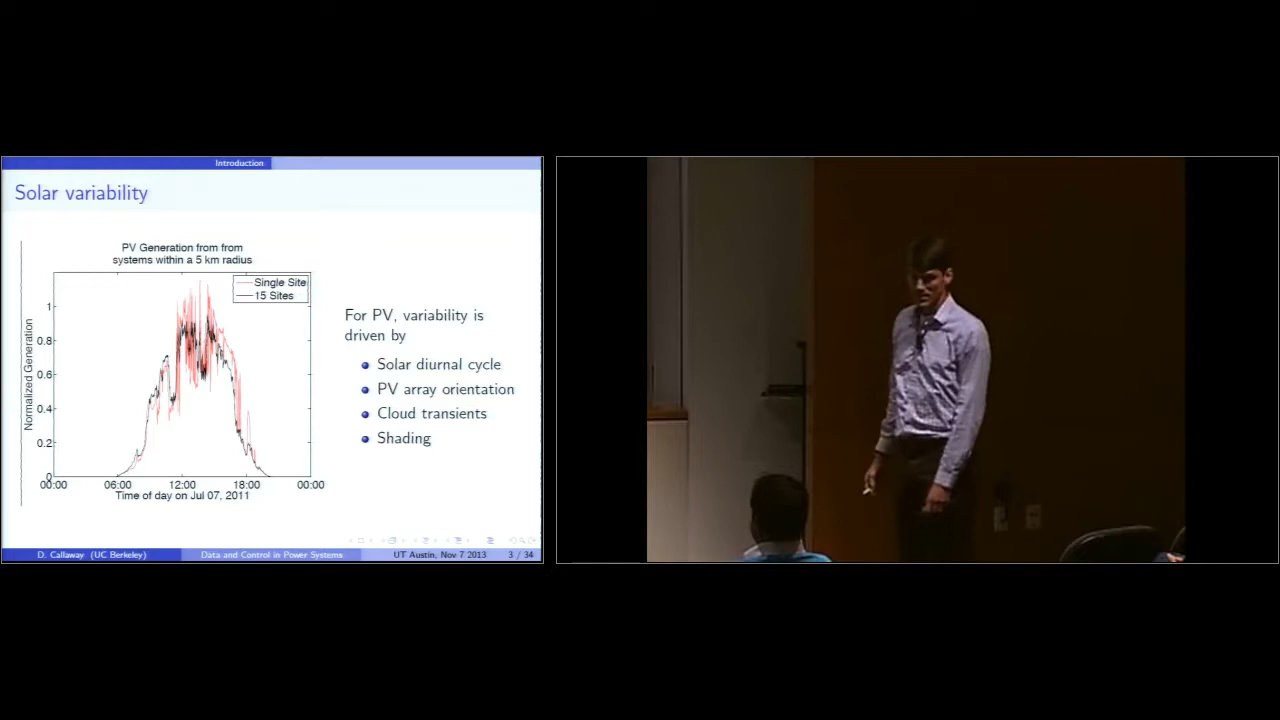 Introduction
Solar variability
PV Generation from from
systems within a 5 km radius
Single Site
15 Sites
Normalized Generation
1
0.8
0.6
0.4
0.2
0
00:00 06:00 12:00 18:00 00:00
Time of day on Jul 07, 2011
For PV, variability is
driven by
Solar diurnal cycle
PV array orientation
Cloud transients
Shading
D. Callaway (UC Berkeley) Data and Control in Power Systems UT Austin, Nov 7 2013 3 / 34